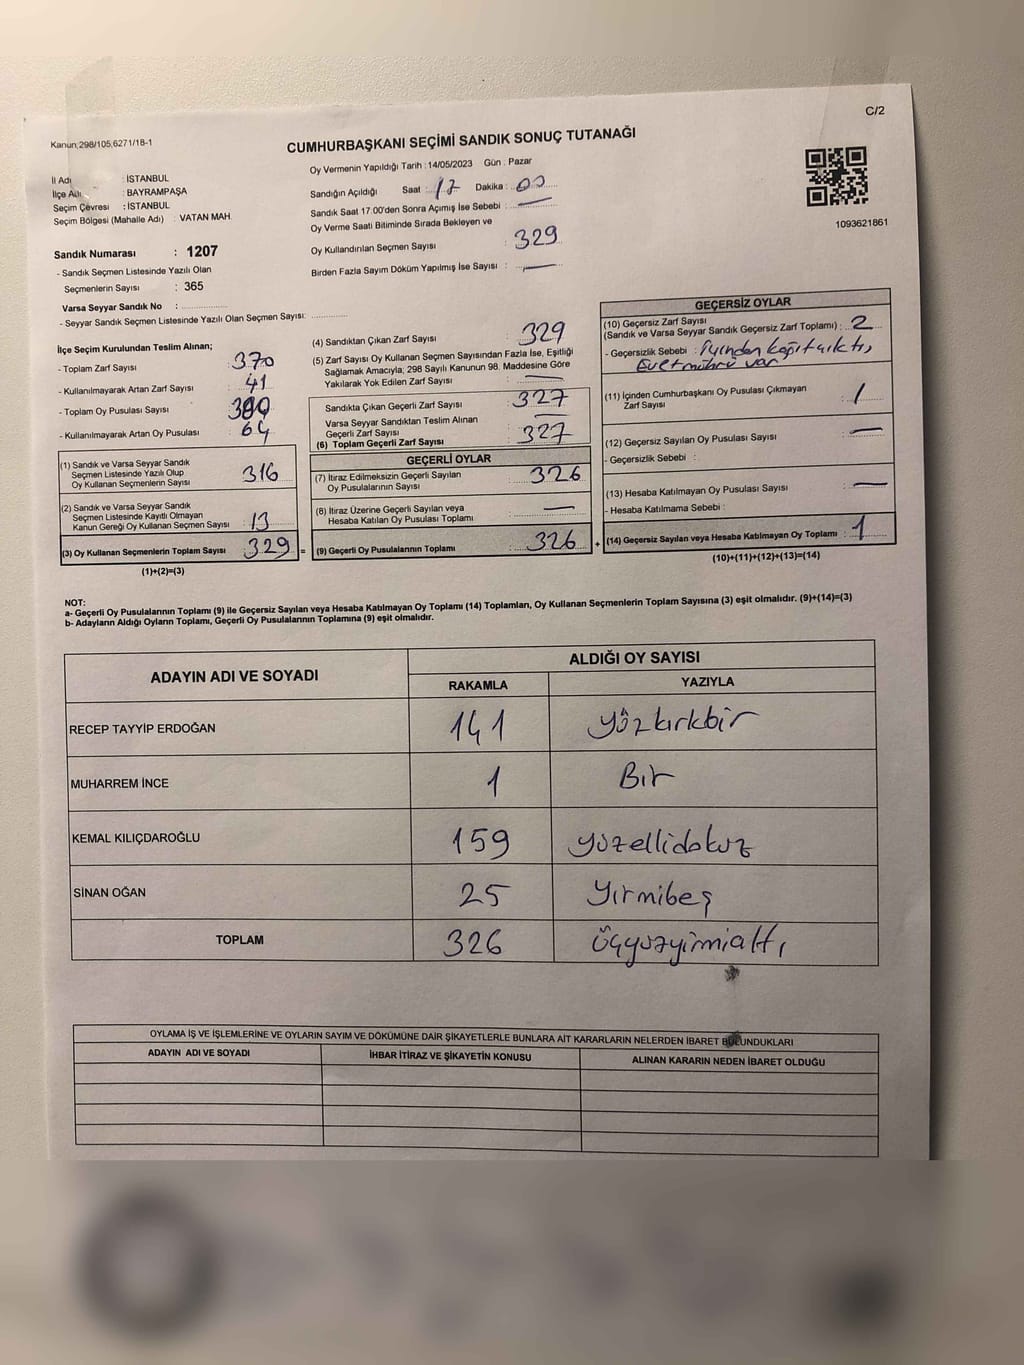 C/2
Kanun;298/105,6271/18-1
CUMHURBAŞKANI SEÇİMİ SANDIK SONUÇ TUTANAĞI
Oy Vermenin Yapıldığı Tarih : 14/05/2023 Gün : Pazar
İl Adı : İSTANBUL
İlçe Adı : BAYRAMPAŞA
Seçim Çevresi : İSTANBUL
Seçim Bölgesi (Mahalle Adı) : VATAN MAH.
Sandığın Açıldığı Saat : 17 Dakika : 00
Sandık Saat 17:00'den Sonra Açımış İse Sebebi : —
Oy Verme Saati Bitiminde Sırada Bekleyen ve
Oy Kullandırılan Seçmen Sayısı : 329
Birden Fazla Sayım Döküm Yapılmış İse Sayısı : —
1093621861
Sandık Numarası : 1207
- Sandık Seçmen Listesinde Yazılı Olan
Seçmenlerin Sayısı : 365
Varsa Seyyar Sandık No :
- Seyyar Sandık Seçmen Listesinde Yazılı Olan Seçmen Sayısı:
İlçe Seçim Kurulundan Teslim Alınan;
- Toplam Zarf Sayısı : 370
- Kullanılmayarak Artan Zarf Sayısı : 41
- Toplam Oy Pusulası Sayısı :
- Kullanılmayarak Artan Oy Pusulası : 64
(1) Sandık ve Varsa Seyyar Sandık
Seçmen Listesinde Yazılı Olup
Oy Kullanan Seçmenlerin Sayısı : 316
(2) Sandık ve Varsa Seyyar Sandık
Seçmen Listesinde Kayıtlı Olmayan
Kanun Gereği Oy Kullanan Seçmen Sayısı : 13
(3) Oy Kullanan Seçmenlerin Toplam Sayısı : 329 =
(1)+(2)=(3)
(4) Sandıktan Çıkan Zarf Sayısı : 329
(5) Zarf Sayısı Oy Kullanan Seçmen Sayısından Fazla İse, Eşitliği
Sağlamak Amacıyla; 298 Sayılı Kanunun 98. Maddesine Göre
Yakılarak Yok Edilen Zarf Sayısı : —
Sandıkta Çıkan Geçerli Zarf Sayısı : 327
Varsa Seyyar Sandıktan Teslim Alınan
Geçerli Zarf Sayısı : —
(6) Toplam Geçerli Zarf Sayısı : 327
GEÇERLİ OYLAR
(7) İtiraz Edilmeksizin Geçerli Sayılan
Oy Pusulalarının Sayısı : 326
(8) İtiraz Üzerine Geçerli Sayılan veya
Hesaba Katılan Oy Pusulası Toplamı : —
(9) Geçerli Oy Pusulalarının Toplamı : 326 +
GEÇERSİZ OYLAR
(10) Geçersiz Zarf Sayısı
(Sandık ve Varsa Seyyar Sandık Geçersiz Zarf Toplamı) : 2
- Geçersizlik Sebebi : İçinden kağıt çıktı,
Evet mührü var
(11) İçinden Cumhurbaşkanı Oy Pusulası Çıkmayan
Zarf Sayısı : 1
(12) Geçersiz Sayılan Oy Pusulası Sayısı : —
- Geçersizlik Sebebi :
(13) Hesaba Katılmayan Oy Pusulası Sayısı : —
- Hesaba Katılmama Sebebi :
(14) Geçersiz Sayılan veya Hesaba Katılmayan Oy Toplamı : 1
(10)+(11)+(12)+(13)=(14)
NOT:
a- Geçerli Oy Pusulalarının Toplamı (9) ile Geçersiz Sayılan veya Hesaba Katılmayan Oy Toplamı (14) Toplamları, Oy Kullanan Seçmenlerin Toplam Sayısına (3) eşit olmalıdır. (9)+(14)=(3)
b- Adayların Aldığı Oyların Toplamı, Geçerli Oy Pusulalarının Toplamına (9) eşit olmalıdır.
ADAYIN ADI VE SOYADI
ALDIĞI OY SAYISI
RAKAMLA YAZIYLA
RECEP TAYYİP ERDOĞAN 141 yüzkırkbir
MUHARREM İNCE 1 Bir
KEMAL KILIÇDAROĞLU 159 yüzellidokuz
SİNAN OĞAN 25 Yirmibeş
TOPLAM 326 üçyüzyirmialtı
OYLAMA İŞ VE İŞLEMLERİNE VE OYLARIN SAYIM VE DÖKÜMÜNE DAİR ŞİKAYETLERLE BUNLARA AİT KARARLARIN NELERDEN İBARET BULUNDUKLARI
ADAYIN ADI VE SOYADI İHBAR İTİRAZ VE ŞİKAYETİN KONUSU ALINAN KARARIN NEDEN İBARET OLDUĞU